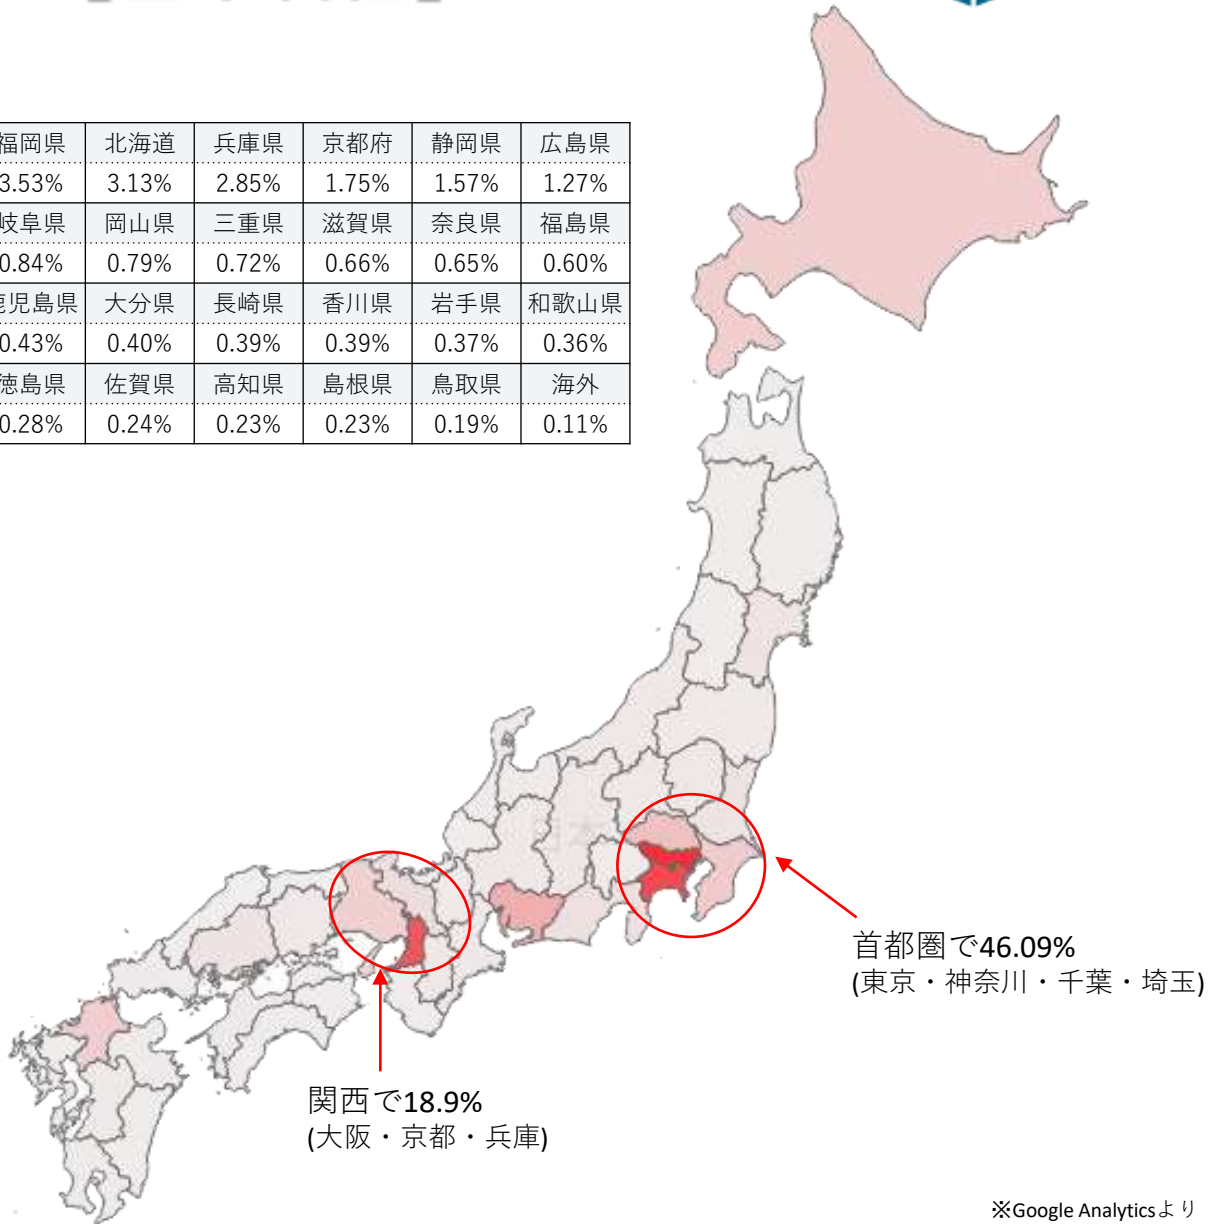 福岡県 北海道 兵庫県 京都府 静岡県 広島県
3.53% 3.13% 2.85% 1.75% 1.57% 1.27%
岐阜県 岡山県 三重県 滋賀県 奈良県 福島県
0.84% 0.79% 0.72% 0.66% 0.65% 0.60%
鹿児島県 大分県 長崎県 香川県 岩手県 和歌山県
0.43% 0.40% 0.39% 0.39% 0.37% 0.36%
徳島県 佐賀県 高知県 島根県 鳥取県 海外
0.28% 0.24% 0.23% 0.23% 0.19% 0.11%
首都圏で46.09%
(東京・神奈川・千葉・埼玉)
関西で18.9%
(大阪・京都・兵庫)
※Google Analyticsより